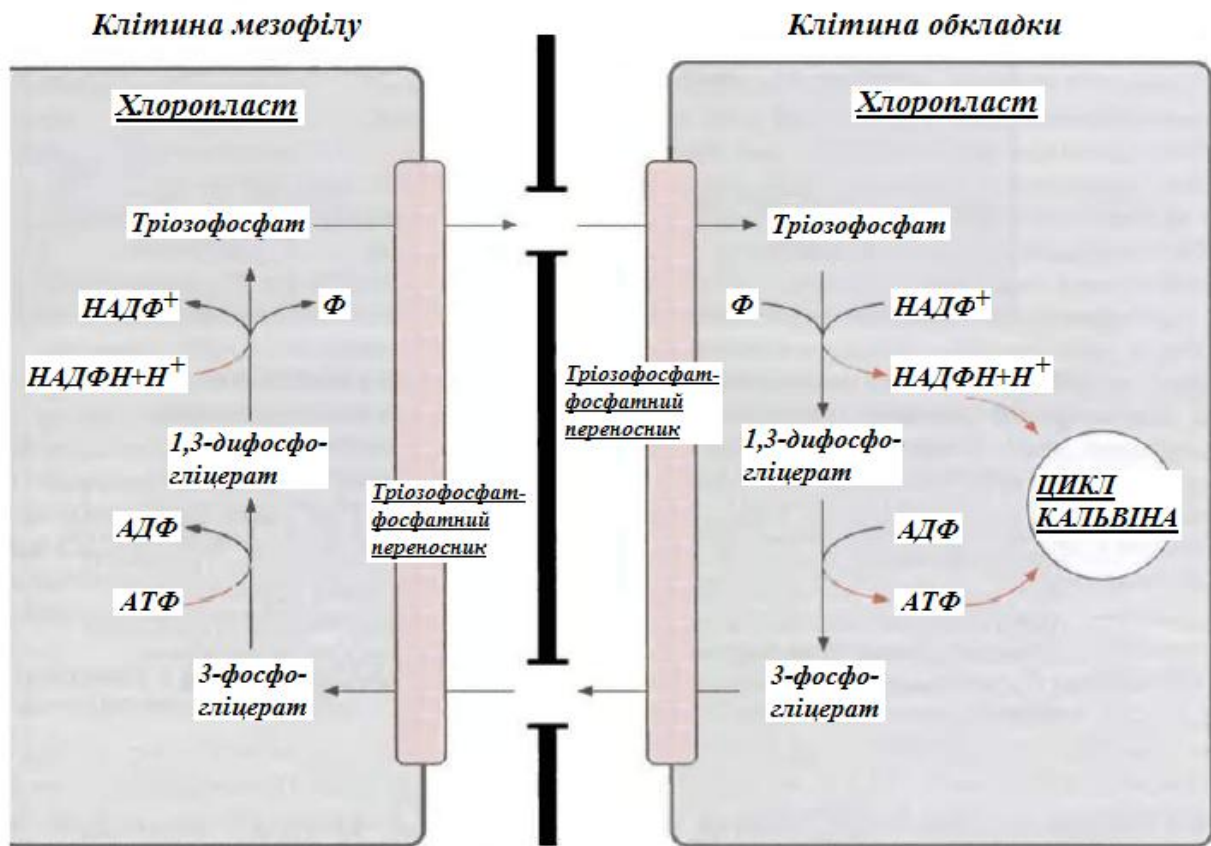 Клітина мезофілу
Клітина обкладки
Хлоропласт
Тріозофосфат
НАДФ+
Ф
НАДФН+Н+
1,3-дифосфо-
гліцерат
АДФ
АТФ
3-фосфо-
гліцерат
Тріозофосфат-
фосфатний
переносник
Тріозофосфат-
фосфатний
переносник
Хлоропласт
Тріозофосфат
Ф
НАДФ+
НАДФН+Н+
1,3-дифосфо-
гліцерат
АДФ
АТФ
3-фосфо-
гліцерат
ЦИКЛ
КАЛЬВІНА